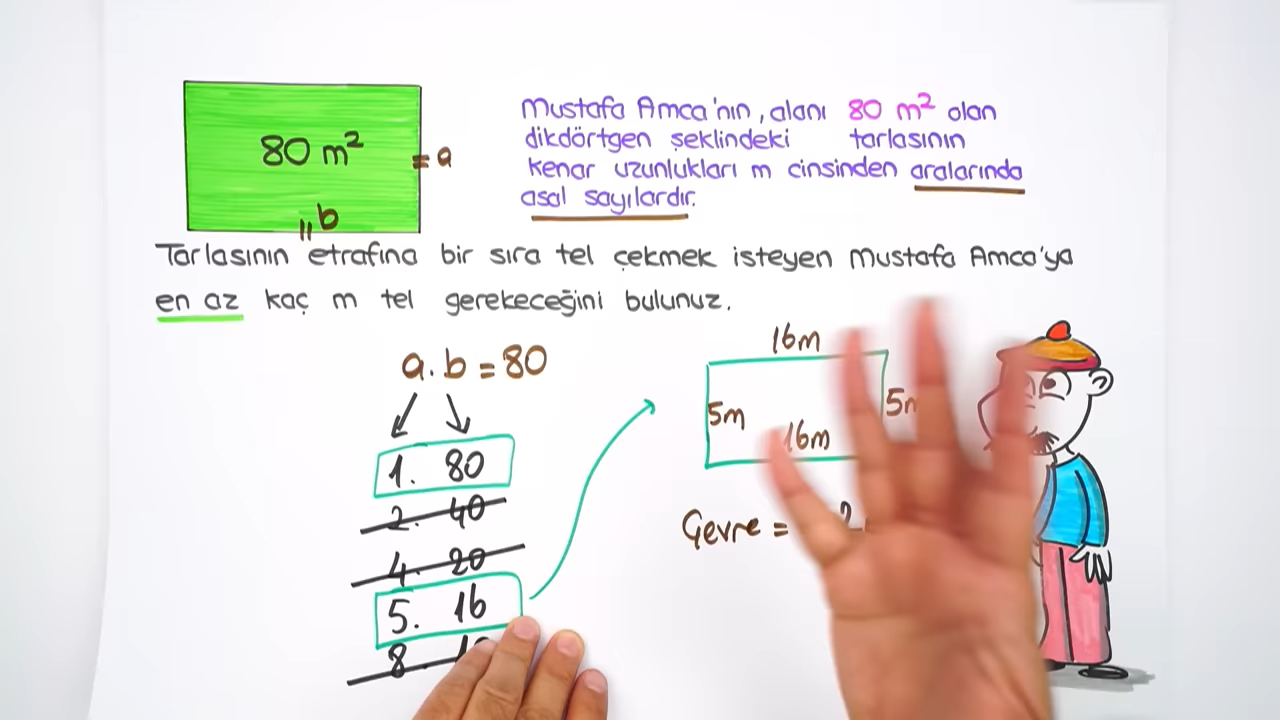 80 m²
= a
= b
Mustafa Amca'nın, alanı 80 m² olan
dikdörtgen şeklindeki tarlasının
kenar uzunlukları m cinsinden aralarında
asal sayılardır.
Tarlasının etrafına bir sıra tel çekmek isteyen Mustafa Amca'ya
en az kaç m tel gerekeceğini bulunuz.
a.b = 80
1. 80
2. 40
4. 20
5. 16
8
16m
5m
16m
Çevre =